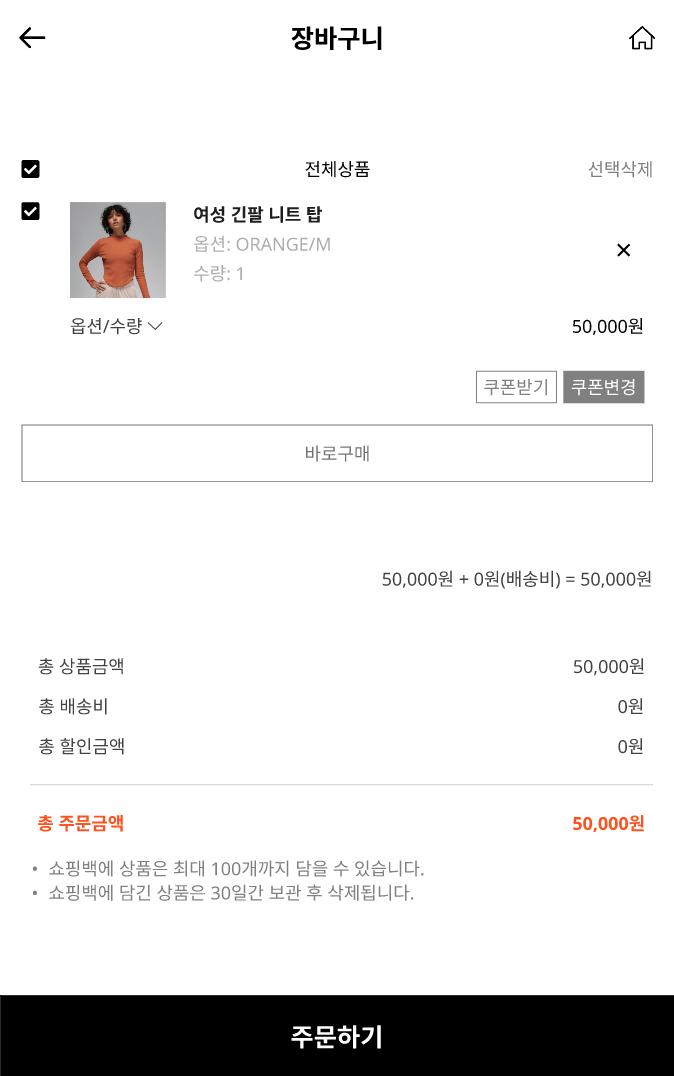 장바구니
전체상품 선택삭제
여성 긴팔 니트 탑
옵션: ORANGE/M
수량: 1
옵션/수량 50,000원
쿠폰받기 쿠폰변경
바로구매
50,000원 + 0원(배송비) = 50,000원
총 상품금액 50,000원
총 배송비 0원
총 할인금액 0원
총 주문금액 50,000원
• 쇼핑백에 상품은 최대 100개까지 담을 수 있습니다.
• 쇼핑백에 담긴 상품은 30일간 보관 후 삭제됩니다.
주문하기